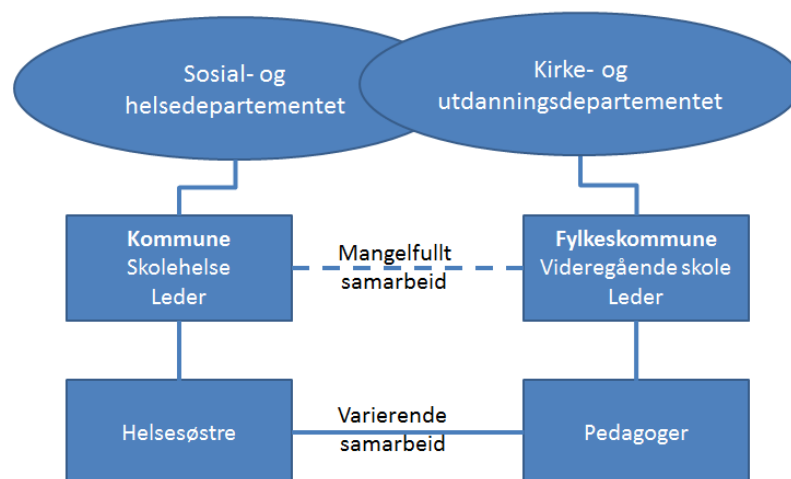 Sosial- og
helsedepartementet
Kirke- og
utdanningsdepartementet
Kommune
Skolehelse
Leder
Mangelfullt
samarbeid
Fylkeskommune
Videregående skole
Leder
Helsesøstre
Varierende
samarbeid
Pedagoger